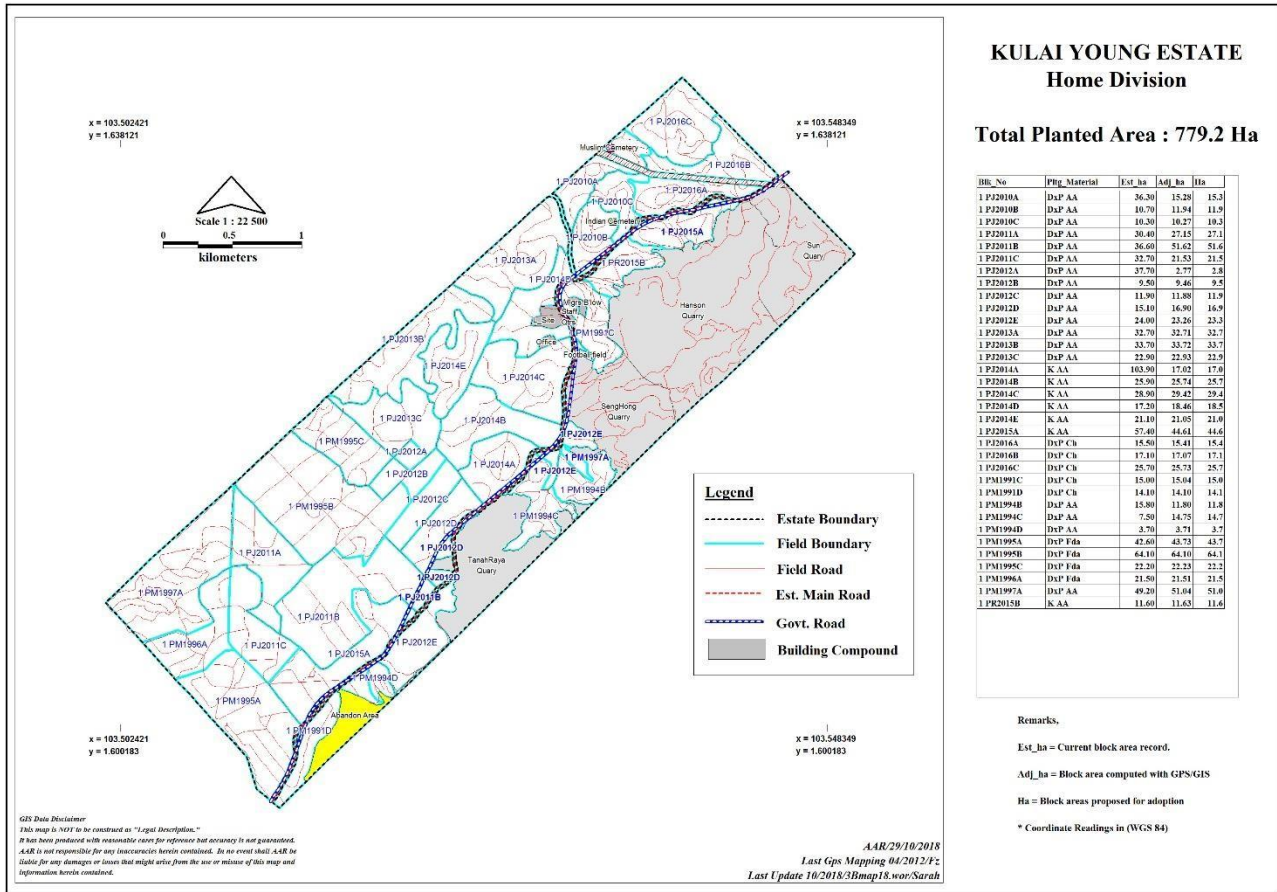 KULAI YOUNG ESTATE
Home Division
Total Planted Area : 779.2 Ha
x = 103.502421
y = 1.638121
x = 103.548349
y = 1.638121
Scale 1 : 22 500
0 0.5 1
kilometers
1 PJ2016C
Muslim Cemetery
1 PJ2016B
1 PJ2010A
1 PJ2016A
1 PJ2010C
Indian Cemetery
1 PJ2015A
1 PJ2010B
Sun
Quary
1 PJ2013A
1 PR2015B
1 PJ2014D
Mgrs B'low
Staff
Qtrs
Site
Hanson
Quarry
1 PM1991C
1 PJ2013B
Office
Football field
1 PJ2014E
1 PJ2014C
SengHong
Quarry
1 PJ2013C
1 PJ2014B
1 PJ2012E
1 PM1995C
1 PJ2012A
1 PM1997A
1 PJ2014A
1 PJ2012E
1 PJ2012B
1 PM1994B
1 PJ2012C
1 PM1995B
1 PM1994C
1 PJ2012D
1 PJ2012D
1 PJ2011A
TanahRaya
Quary
1 PJ2012D
1 PM1997A
1 PJ2011B
1 PJ2011B
1 PM1996A
1 PJ2011C
1 PJ2012E
1 PJ2015A
1 PM1994D
1 PM1995A
Abandon Area
1 PM1991D
x = 103.502421
y = 1.600183
x = 103.548349
y = 1.600183
Legend
Estate Boundary
Field Boundary
Field Road
Est. Main Road
Govt. Road
Building Compound
Blk_No Pltg_Material Est_ha Adj_ha Ha
1 PJ2010A DxP AA 36.30 15.28 15.3
1 PJ2010B DxP AA 10.70 11.94 11.9
1 PJ2010C DxP AA 10.30 10.27 10.3
1 PJ2011A DxP AA 30.40 27.15 27.1
1 PJ2011B DxP AA 36.60 51.62 51.6
1 PJ2011C DxP AA 32.70 21.53 21.5
1 PJ2012A DxP AA 37.70 2.77 2.8
1 PJ2012B DxP AA 9.50 9.46 9.5
1 PJ2012C DxP AA 11.90 11.88 11.9
1 PJ2012D DxP AA 15.10 16.90 16.9
1 PJ2012E DxP AA 24.00 23.26 23.3
1 PJ2013A DxP AA 32.70 32.71 32.7
1 PJ2013B DxP AA 33.70 33.72 33.7
1 PJ2013C DxP AA 22.90 22.93 22.9
1 PJ2014A K AA 103.90 17.02 17.0
1 PJ2014B K AA 25.90 25.74 25.7
1 PJ2014C K AA 28.90 29.42 29.4
1 PJ2014D K AA 17.20 18.46 18.5
1 PJ2014E K AA 21.10 21.05 21.0
1 PJ2015A K AA 57.40 44.61 44.6
1 PJ2016A DxP Ch 15.50 15.41 15.4
1 PJ2016B DxP Ch 17.10 17.07 17.1
1 PJ2016C DxP Ch 25.70 25.73 25.7
1 PM1991C DxP Ch 15.00 15.04 15.0
1 PM1991D DxP Ch 14.10 14.10 14.1
1 PM1994B DxP AA 15.80 11.80 11.8
1 PM1994C DxP AA 7.50 14.75 14.7
1 PM1994D DxP AA 3.70 3.71 3.7
1 PM1995A DxP Fda 42.60 43.73 43.7
1 PM1995B DxP Fda 64.10 64.10 64.1
1 PM1995C DxP Fda 22.20 22.23 22.2
1 PM1996A DxP Fda 21.50 21.51 21.5
1 PM1997A DxP AA 49.20 51.04 51.0
1 PR2015B K AA 11.60 11.63 11.6
Remarks,
Est_ha = Current block area record.
Adj_ha = Block area computed with GPS/GIS
Ha = Block areas proposed for adoption
* Coordinate Readings in (WGS 84)
GIS Data Disclaimer
This map is NOT to be construed as "Legal Description."
It has been produced with reasonable cares for reference but accuracy is not guaranteed.
AAR is not responsible for any inaccuracies herein contained. In no event shall AAR be
liable for any damages or losses that might arise from the use or misuse of this map and
information herein contained.
AAR/29/10/2018
Last Gps Mapping 04/2012/Fz
Last Update 10/2018/3Bmap18.wor/Sarah